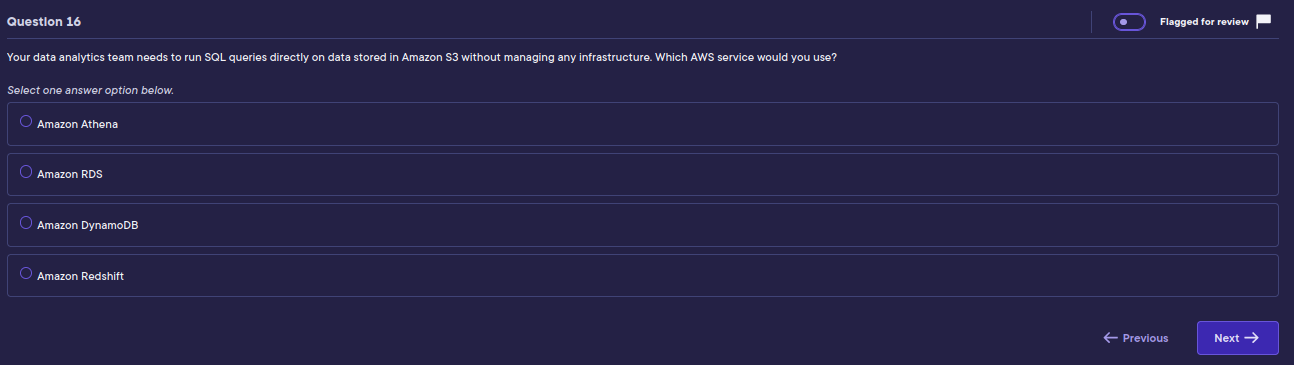 Question 16
Flagged for review
Your data analytics team needs to run SQL queries directly on data stored in Amazon S3 without managing any infrastructure. Which AWS service would you use?
Select one answer option below.
Amazon Athena
Amazon RDS
Amazon DynamoDB
Amazon Redshift
Previous
Next